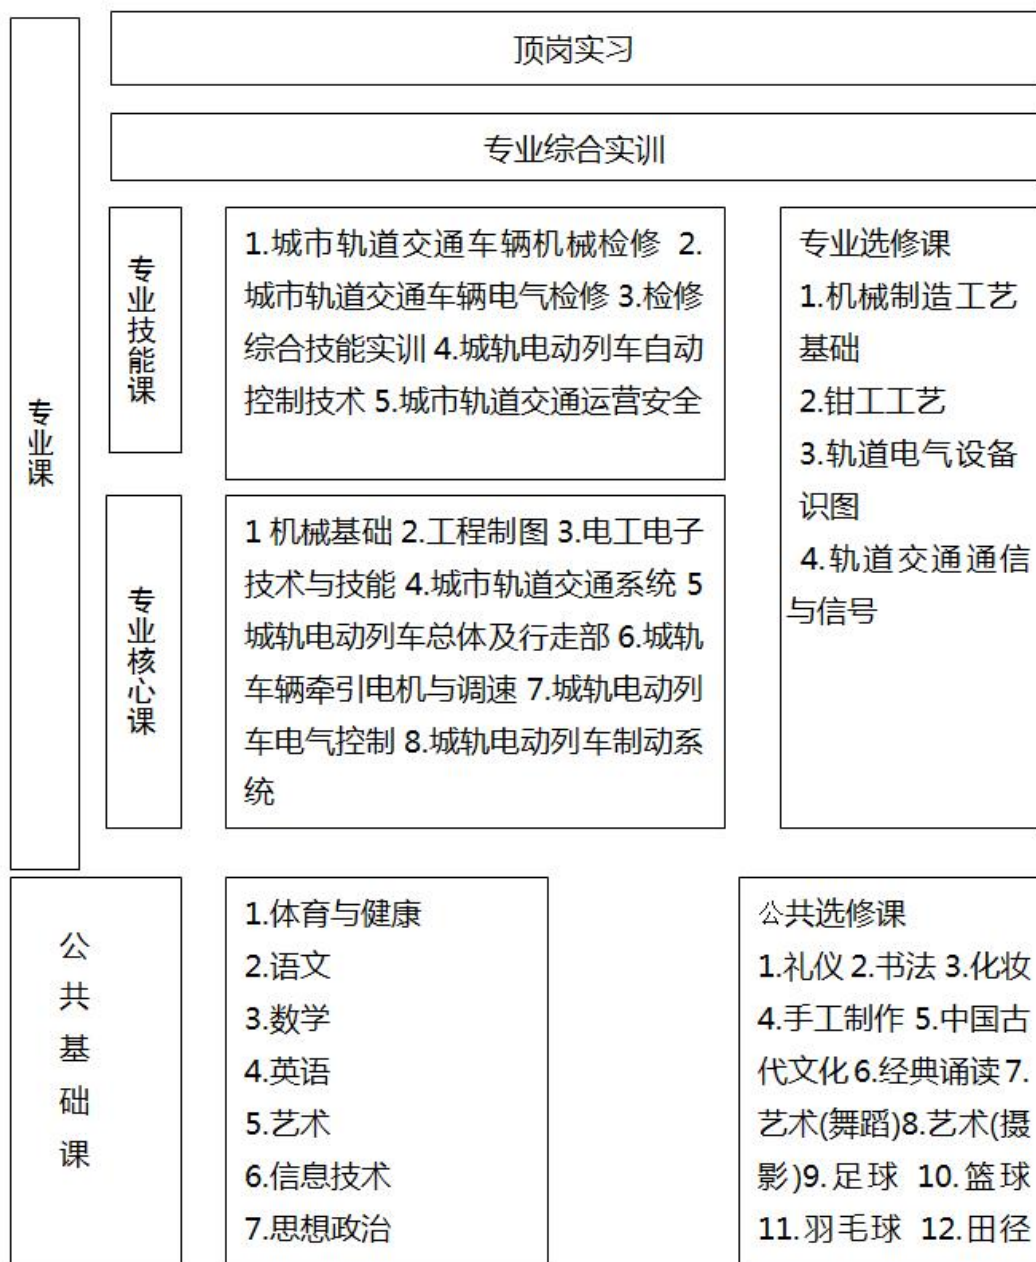 顶岗实习
专业综合实训
专业课
专业技能课
1.城市轨道交通车辆机械检修 2.
城市轨道交通车辆电气检修 3.检修
综合技能实训 4.城轨电动列车自动
控制技术 5.城市轨道交通运营安全
专业核心课
1 机械基础 2.工程制图 3.电工电子
技术与技能 4.城市轨道交通系统 5
城轨电动列车总体及行走部 6.城轨
车辆牵引电机与调速 7.城轨电动列
车电气控制 8.城轨电动列车制动系
统
专业选修课
1.机械制造工艺
基础
2.钳工工艺
3.轨道电气设备
识图
4.轨道交通通信
与信号
公共基础课
1.体育与健康
2.语文
3.数学
4.英语
5.艺术
6.信息技术
7.思想政治
公共选修课
1.礼仪 2.书法 3.化妆
4.手工制作 5.中国古
代文化 6.经典诵读 7.
艺术(舞蹈)8.艺术(摄
影)9.足球 10.篮球
11.羽毛球 12.田径